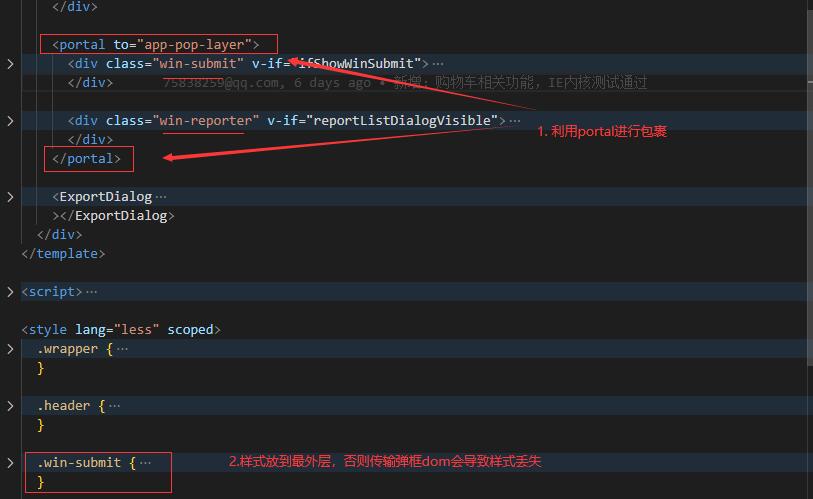 </div>
<portal to="app-pop-layer">
<div class="win-submit" v-if="ifShowWinSubmit">…
</div> 75838259@qq.com, 6 days ago • 新增：购物车相关功能，IE内核测试通过
<div class="win-reporter" v-if="reportListDialogVisible">…
1. 利用portal进行包裹
</div>
</portal>
<ExportDialog…
></ExportDialog>
</div>
</template>
<script>…
<style lang="less" scoped>
.wrapper {…
}
.header {…
}
.win-submit {…
2.样式放到最外层，否则传输弹框dom会导致样式丢失
}